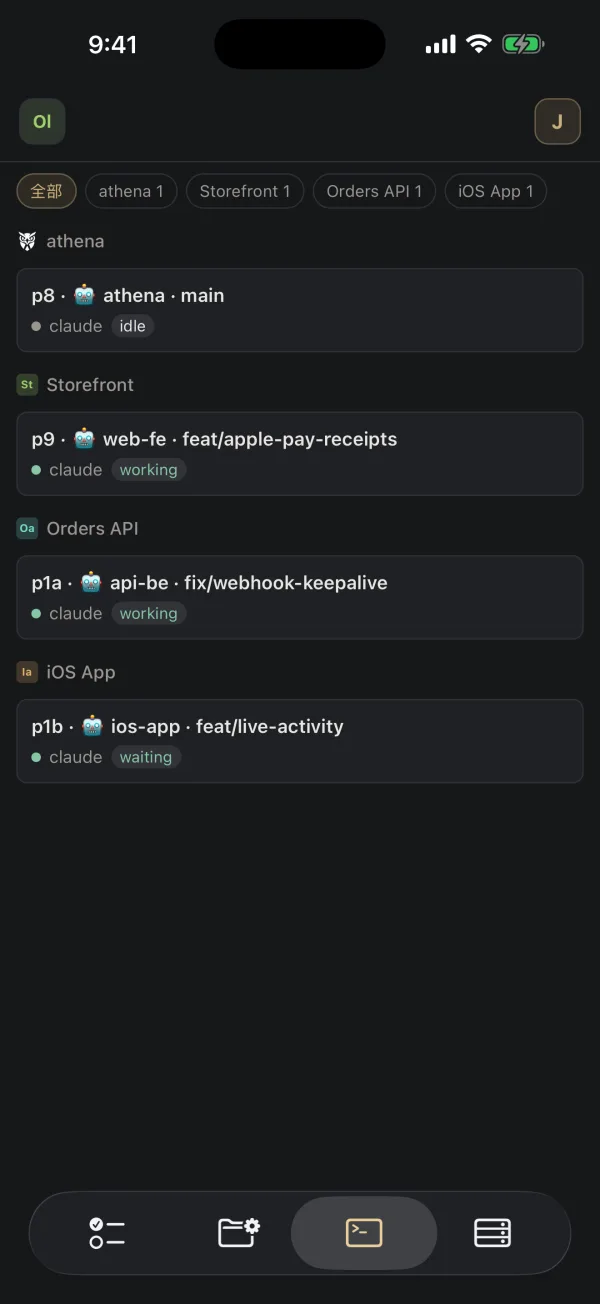 9:41
OI
J
全部
athena 1
Storefront 1
Orders API 1
iOS App 1
athena
p8 · 🤖 athena · main
claude idle
St Storefront
p9 · 🤖 web-fe · feat/apple-pay-receipts
claude working
Oa Orders API
p1a · 🤖 api-be · fix/webhook-keepalive
claude working
Ia iOS App
p1b · 🤖 ios-app · feat/live-activity
claude waiting